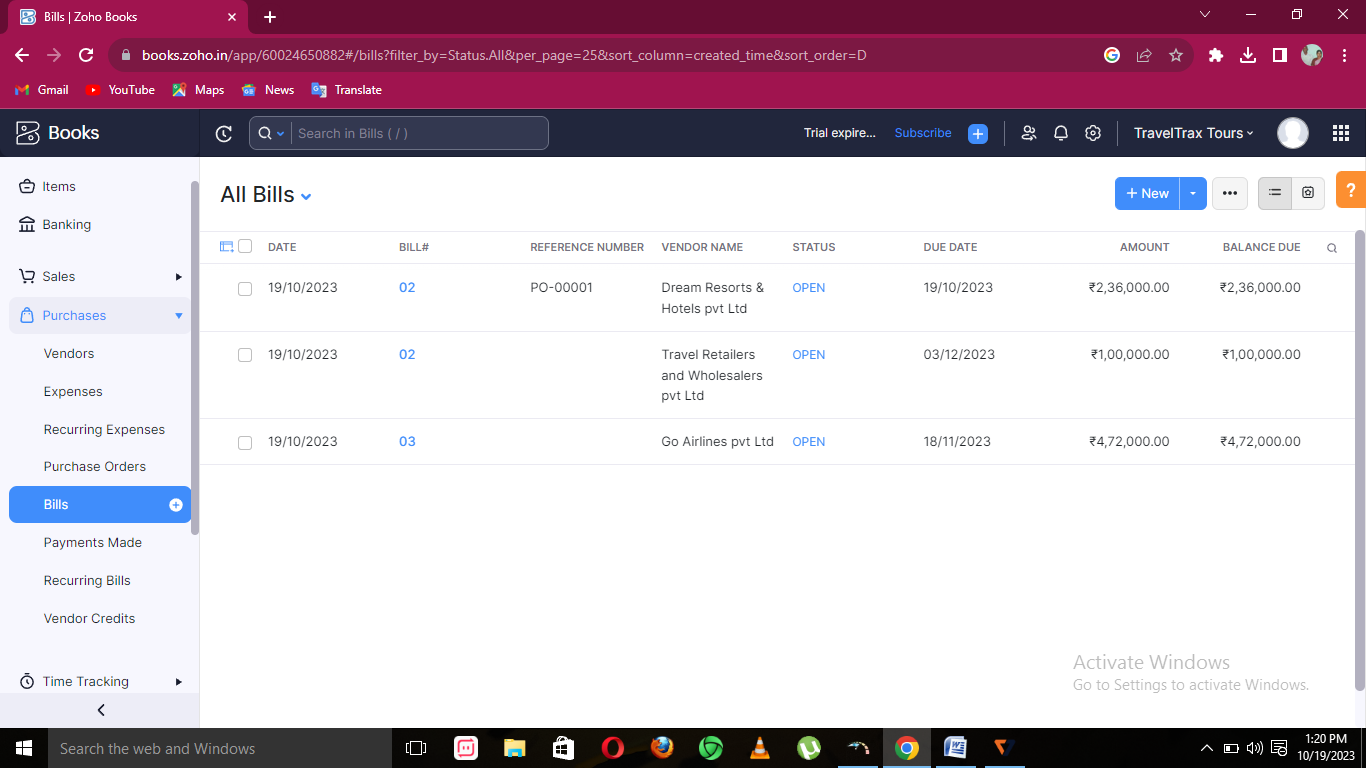 Bills | Zoho Books
books.zoho.in/app/60024650882#/bills?filter_by=Status.All&per_page=25&sort_column=created_time&sort_order=D
Gmail YouTube Maps News Translate
Books Search in Bills ( / ) Trial expire... Subscribe TravelTrax Tours
Items
Banking
Sales
Purchases
Vendors
Expenses
Recurring Expenses
Purchase Orders
Bills
Payments Made
Recurring Bills
Vendor Credits
Time Tracking
All Bills + New ?
DATE BILL# REFERENCE NUMBER VENDOR NAME STATUS DUE DATE AMOUNT BALANCE DUE
19/10/2023 02 PO-00001 Dream Resorts & OPEN 19/10/2023 ₹2,36,000.00 ₹2,36,000.00
Hotels pvt Ltd
19/10/2023 02 Travel Retailers OPEN 03/12/2023 ₹1,00,000.00 ₹1,00,000.00
and Wholesalers
pvt Ltd
19/10/2023 03 Go Airlines pvt Ltd OPEN 18/11/2023 ₹4,72,000.00 ₹4,72,000.00
Activate Windows
Go to Settings to activate Windows.
Search the web and Windows
1:20 PM
10/19/2023